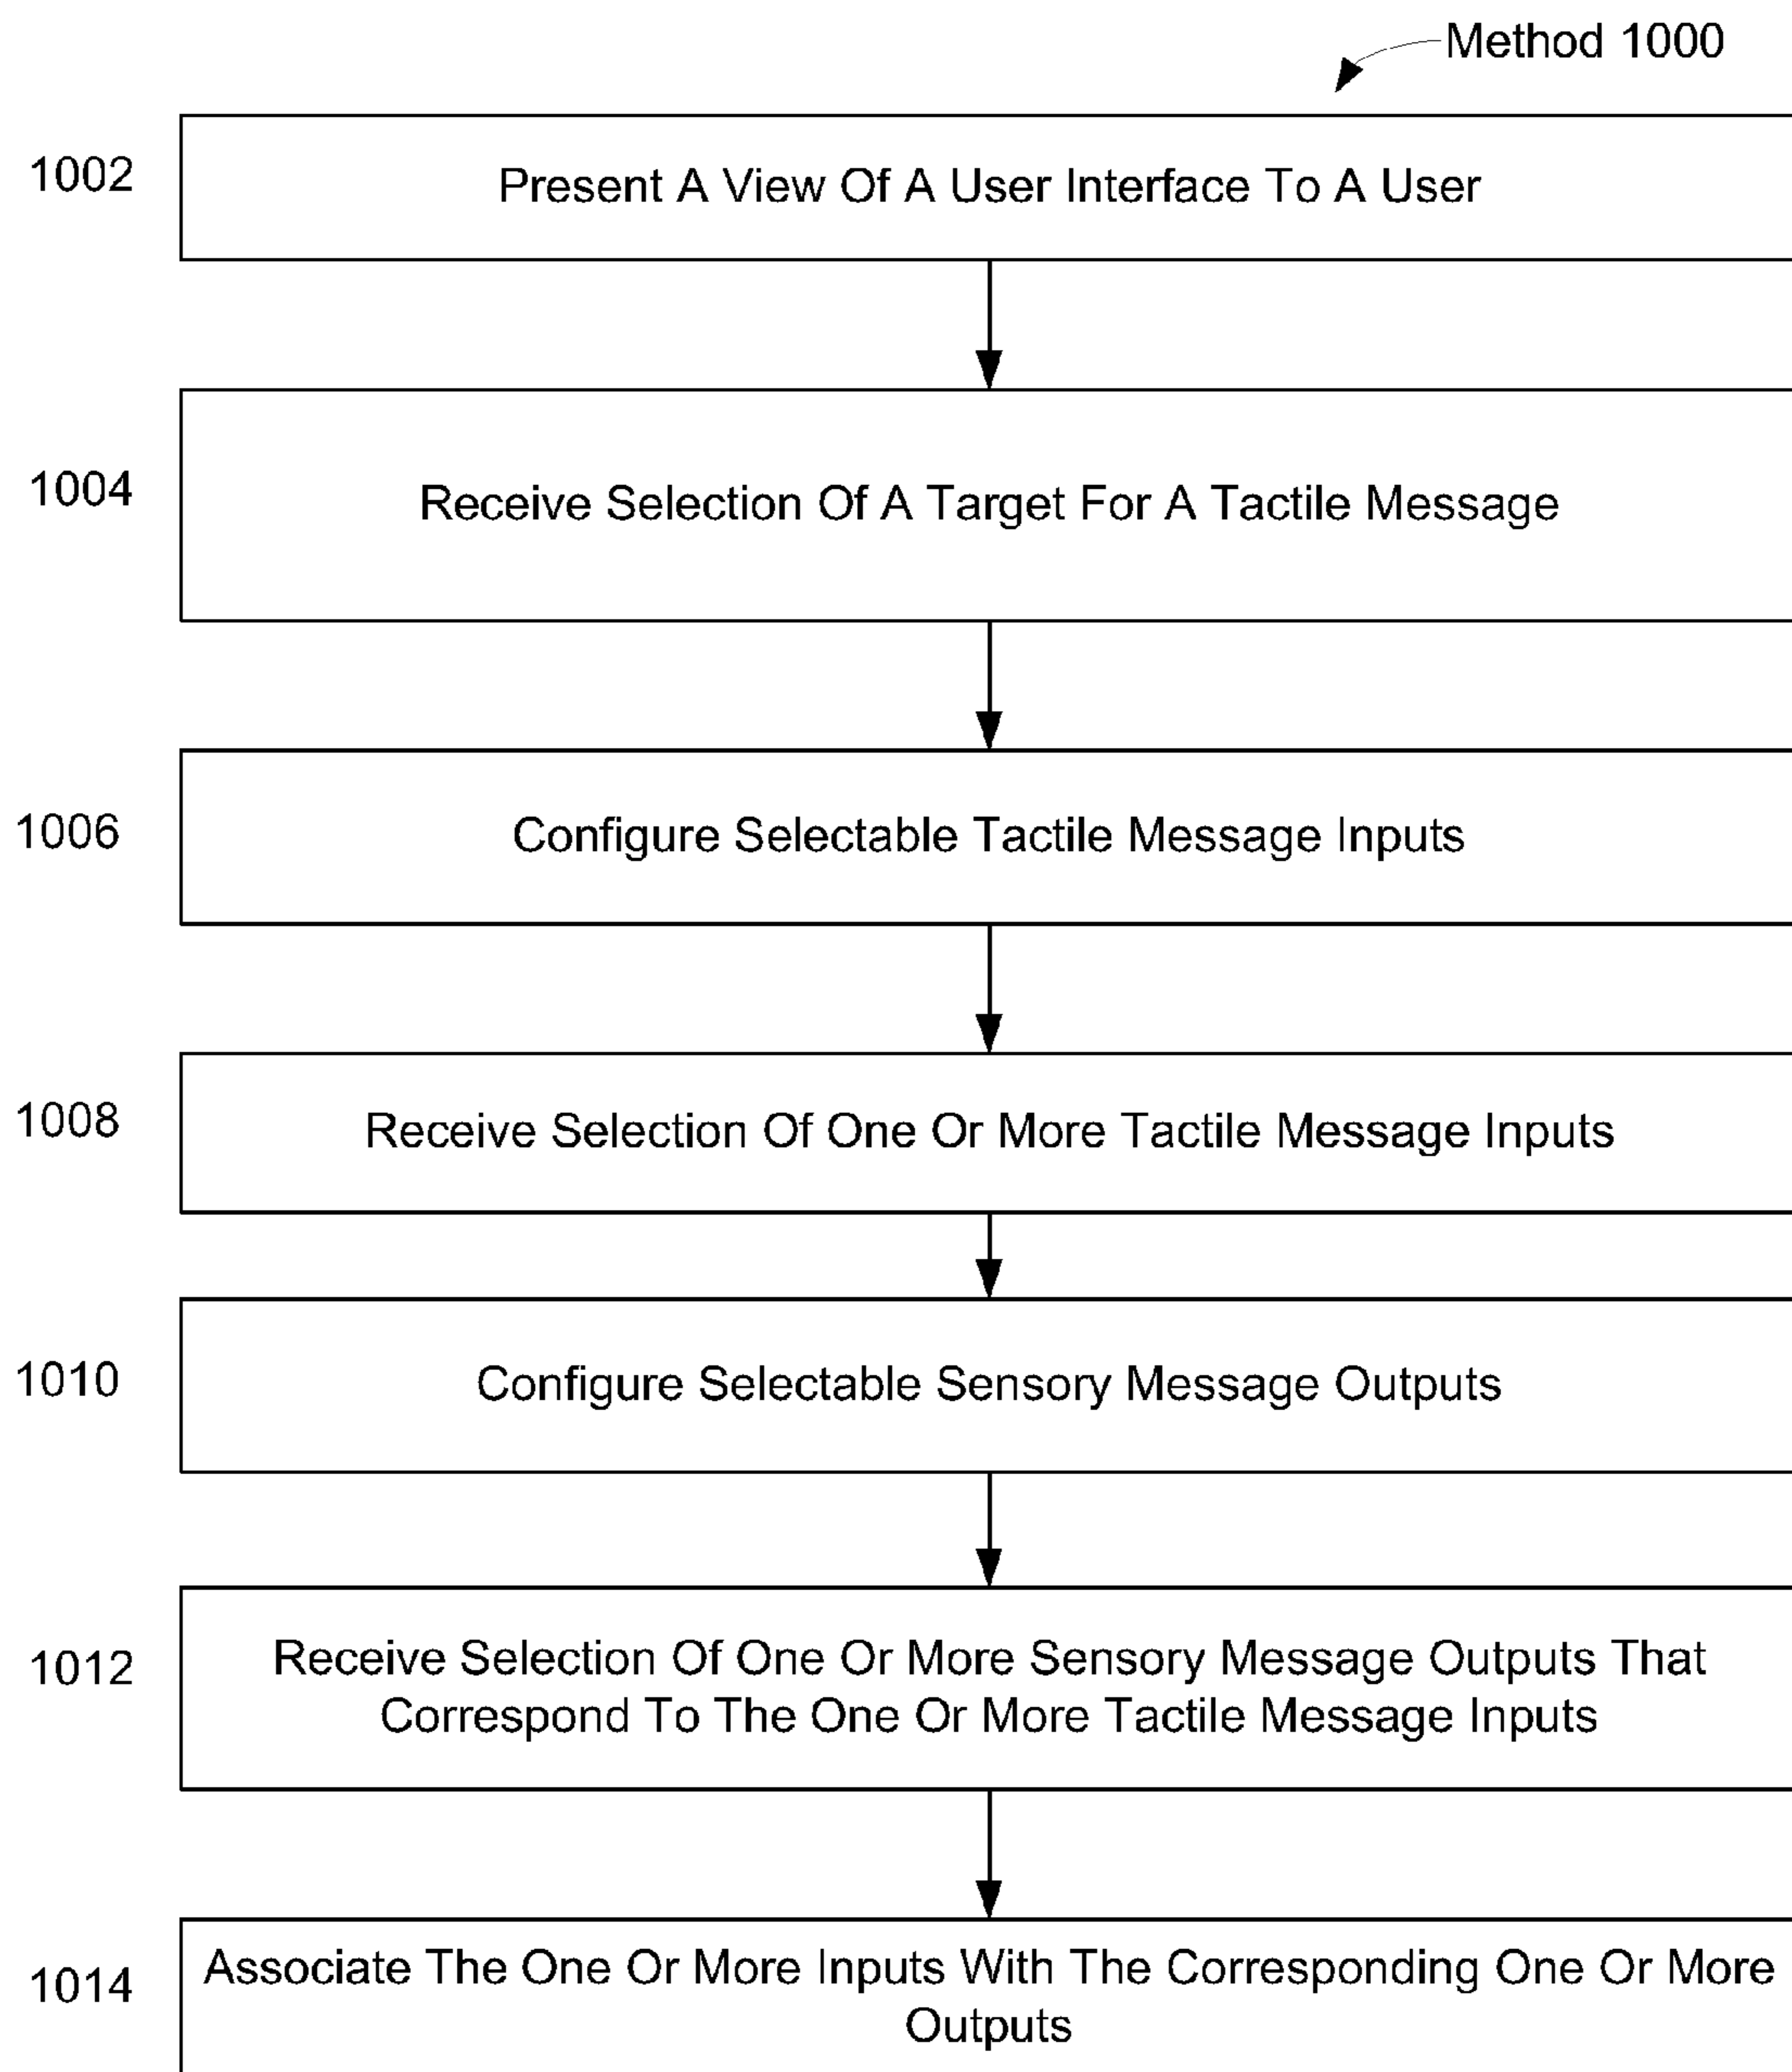 Method 1000
1002
Present A View Of A User Interface To A User
1004
Receive Selection Of A Target For A Tactile Message
1006
Configure Selectable Tactile Message Inputs
1008
Receive Selection Of One Or More Tactile Message Inputs
1010
Configure Selectable Sensory Message Outputs
1012
Receive Selection Of One Or More Sensory Message Outputs That
Correspond To The One Or More Tactile Message Inputs
1014
Associate The One Or More Inputs With The Corresponding One Or More
Outputs